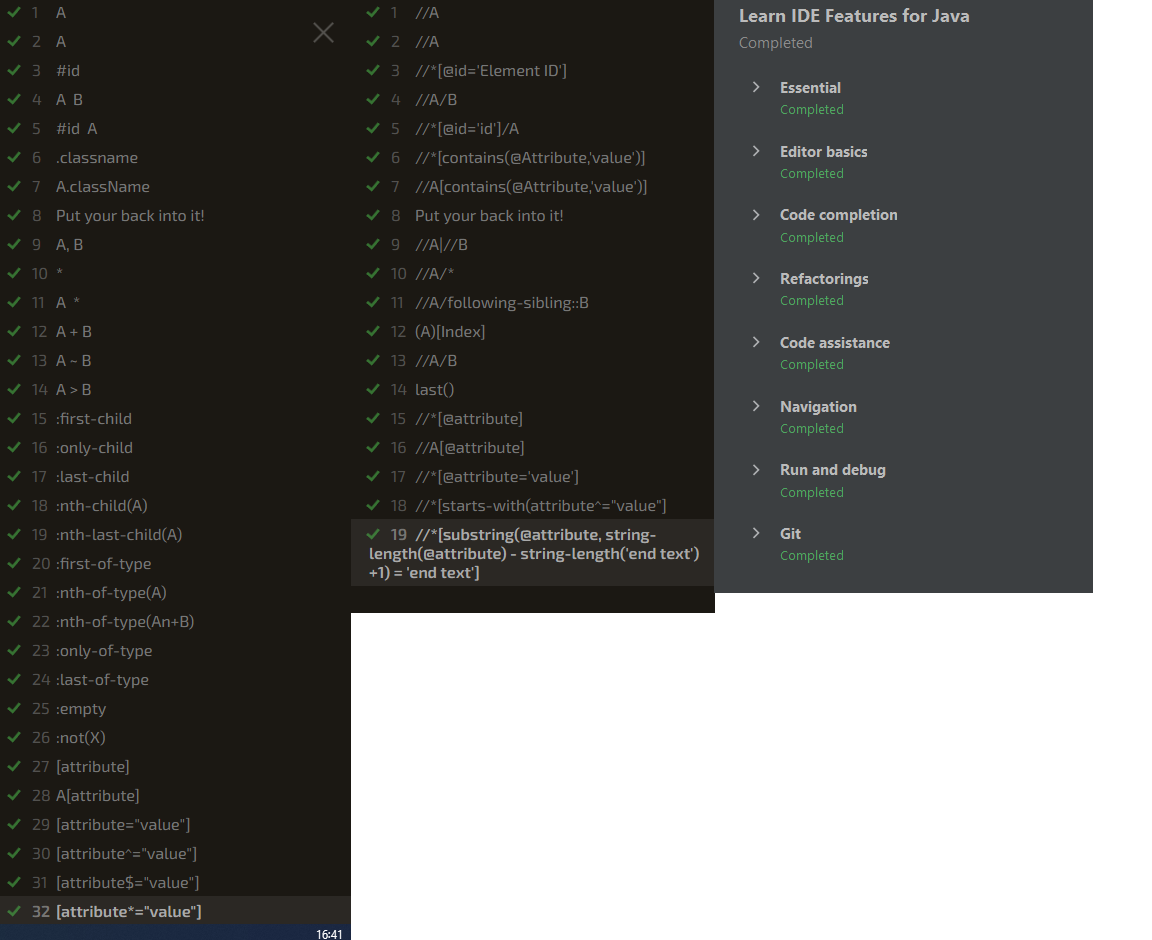 1 A
2 A
3 #id
4 A B
5 #id A
6 .classname
7 A.className
8 Put your back into it!
9 A, B
10 *
11 A *
12 A + B
13 A ~ B
14 A > B
15 :first-child
16 :only-child
17 :last-child
18 :nth-child(A)
19 :nth-last-child(A)
20 :first-of-type
21 :nth-of-type(A)
22 :nth-of-type(An+B)
23 :only-of-type
24 :last-of-type
25 :empty
26 :not(X)
27 [attribute]
28 A[attribute]
29 [attribute="value"]
30 [attribute^="value"]
31 [attribute$="value"]
32 [attribute*="value"]
16:41
1 //A
2 //A
3 //*[@id='Element ID']
4 //A/B
5 //*[@id='id']/A
6 //*[contains(@Attribute,'value')]
7 //A[contains(@Attribute,'value')]
8 Put your back into it!
9 //A|//B
10 //A/*
11 //A/following-sibling::B
12 (A)[Index]
13 //A/B
14 last()
15 //*[@attribute]
16 //A[@attribute]
17 //*[@attribute='value']
18 //*[starts-with(attribute^="value"]
19 //*[substring(@attribute, string-
length(@attribute) - string-length('end text')
+1) = 'end text']
Learn IDE Features for Java
Completed
Essential
Completed
Editor basics
Completed
Code completion
Completed
Refactorings
Completed
Code assistance
Completed
Navigation
Completed
Run and debug
Completed
Git
Completed